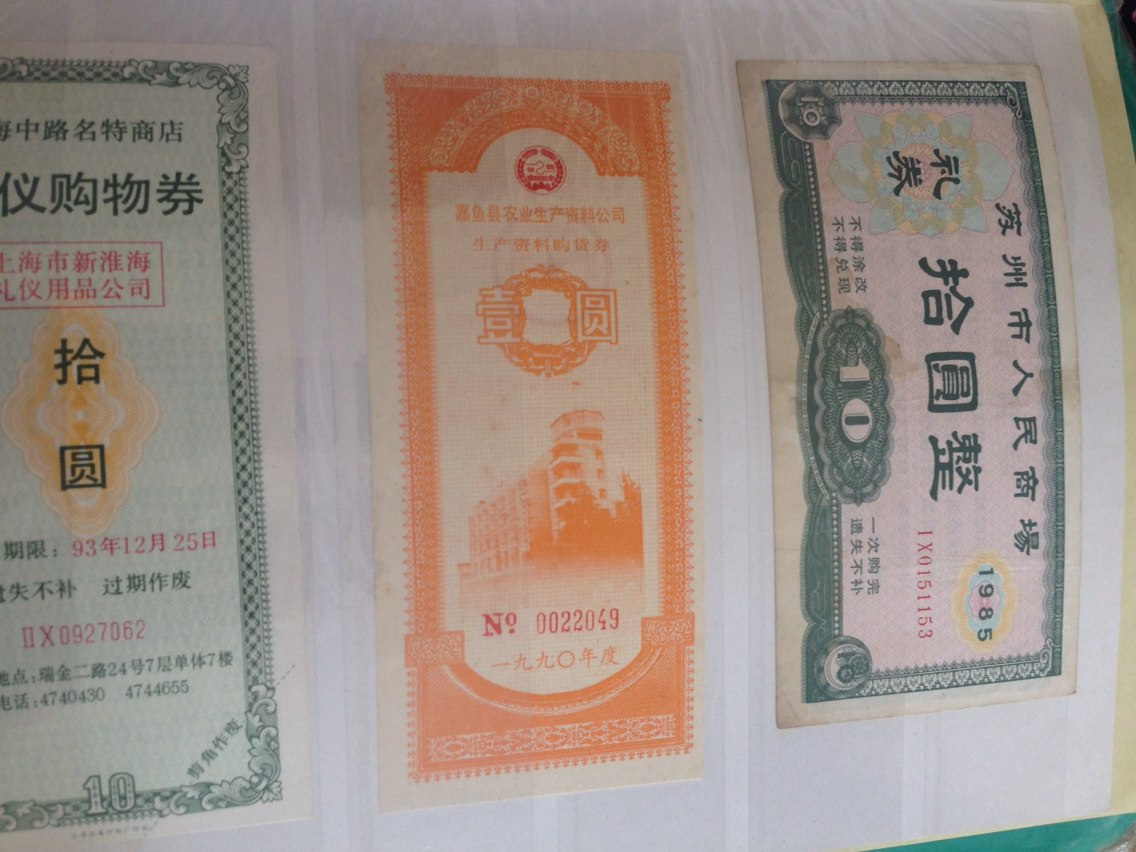 海中路名特商店
仪购物券
上海市新淮海
礼仪用品公司
拾
圆
期限：93年12月25日
遗失不补 过期作废
ⅡX0927062
地点：瑞金二路24号7层单体7楼
电话：4740430 4744655
剪角作废
10
嘉鱼县农业生产资料公司
生产资料购货券
壹圆
№ 0022049
一九九〇年度
苏州市人民商場
礼券
拾圆整
不得涂改
不得兑现
10
一次购完
遗失不补
IX0151153
1985